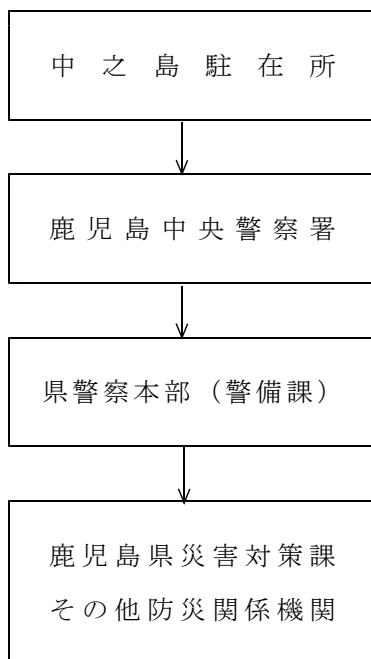 中之島駐在所
鹿児島中央警察署
県警察本部（警備課）
鹿児島県災害対策課
その他防災関係機関